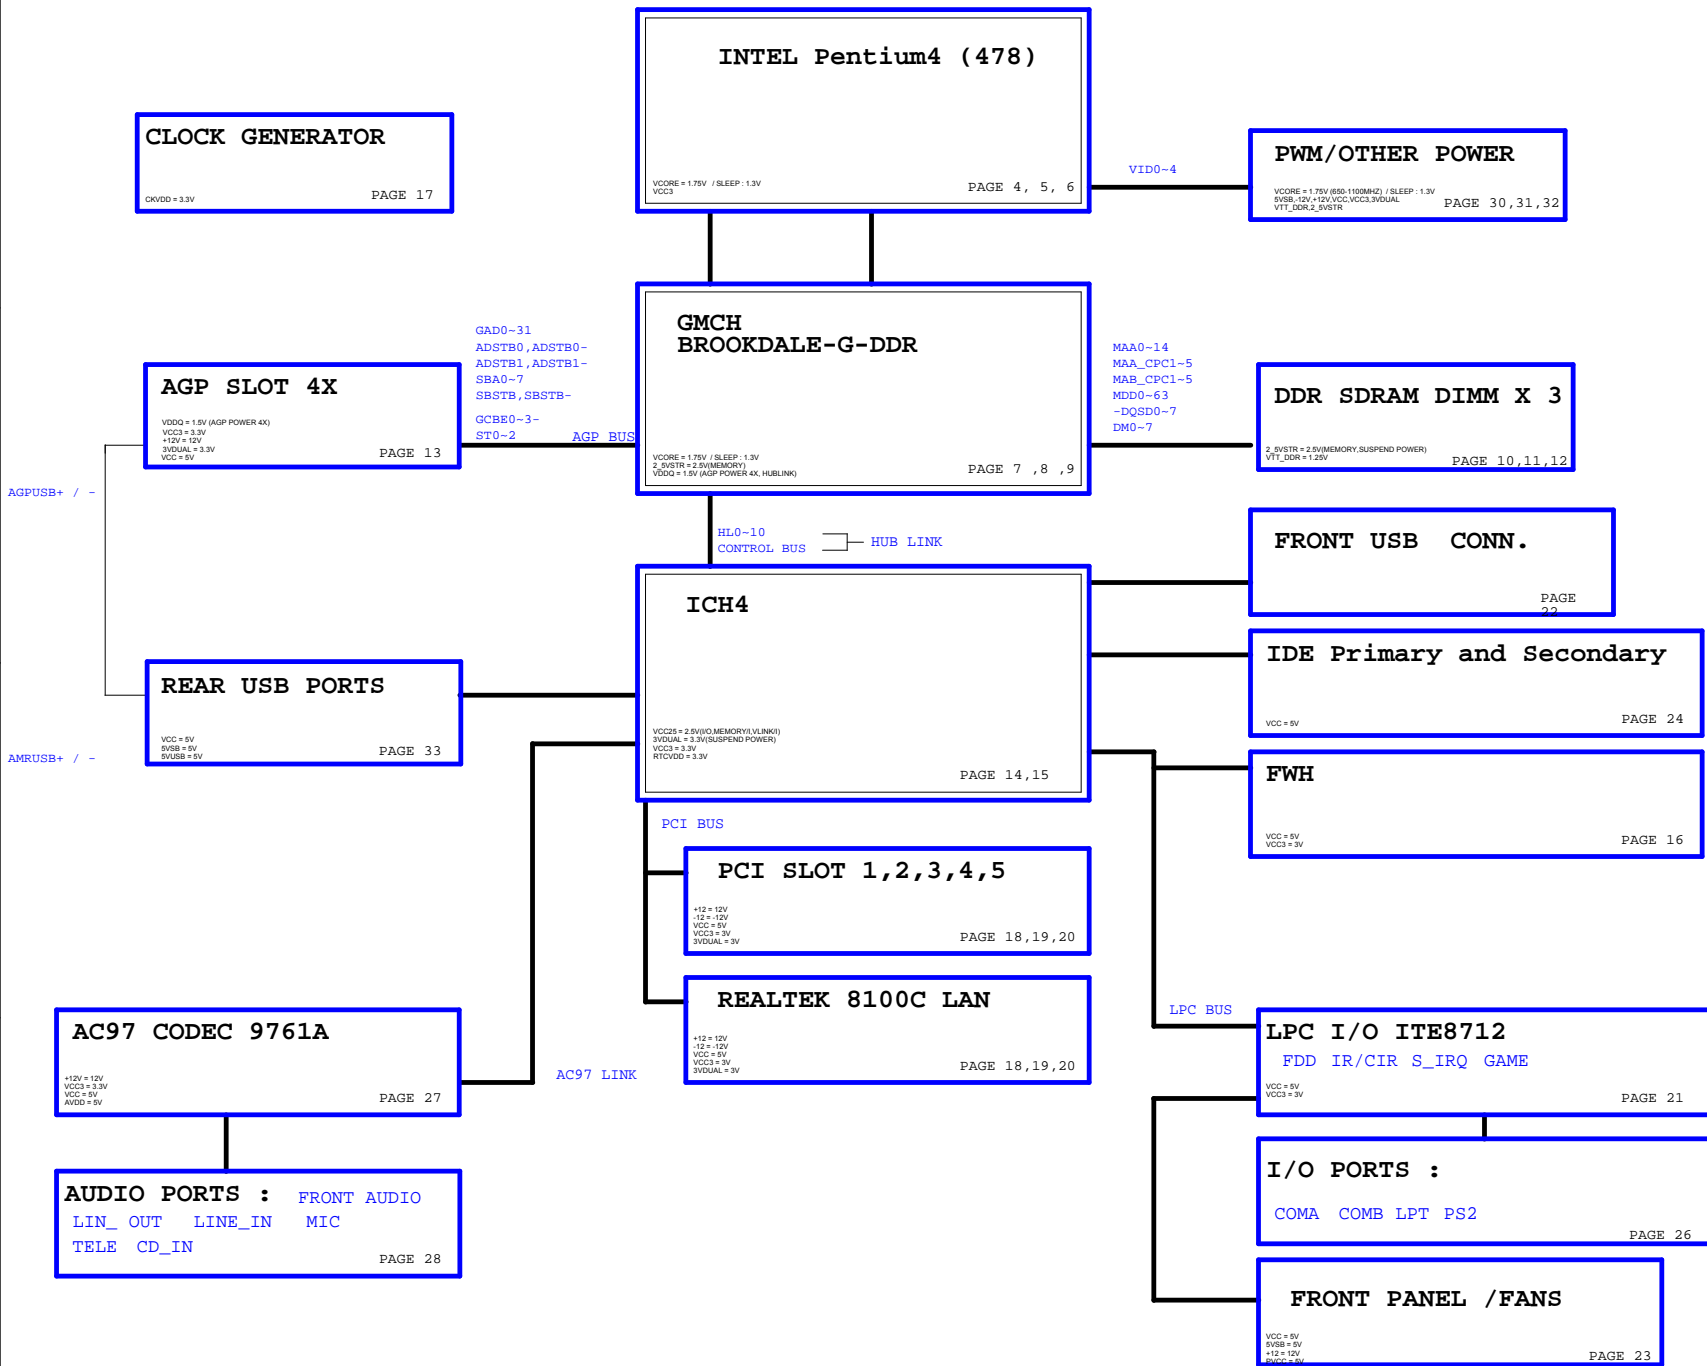 INTEL Pentium4 (478)
VCORE = 1.75V / SLEEP : 1.3V
VCC3
PAGE 4, 5, 6
CLOCK GENERATOR
CKVDD = 3.3V
PAGE 17
VID0~4
PWM/OTHER POWER
VCORE = 1.75V (650-1100MHZ) / SLEEP : 1.3V
5VSB,-12V,+12V,VCC,VCC3,3VDUAL
VTT_DDR,2_5VSTR
PAGE 30,31,32
GMCH
BROOKDALE-G-DDR
VCORE = 1.75V / SLEEP : 1.3V
2_5VSTR = 2.5V(MEMORY)
VDDQ = 1.5V (AGP POWER 4X, HUBLINK)
PAGE 7 ,8 ,9
GAD0~31
ADSTB0,ADSTB0-
ADSTB1,ADSTB1-
SBA0~7
SBSTB,SBSTB-
GCBE0~3-
ST0~2
AGP BUS
AGP SLOT 4X
VDDQ = 1.5V (AGP POWER 4X)
VCC3 = 3.3V
+12V = 12V
3VDUAL = 3.3V
VCC = 5V
PAGE 13
MAA0~14
MAA_CPC1~5
MAB_CPC1~5
MDD0~63
-DQSD0~7
DM0~7
DDR SDRAM DIMM X 3
2_5VSTR = 2.5V(MEMORY,SUSPEND POWER)
VTT_DDR = 1.25V
PAGE 10,11,12
AGPUSB+ / -
HL0~10
CONTROL BUS
HUB LINK
FRONT USB CONN.
PAGE
22
ICH4
VCC25 = 2.5V(I/O,MEMORY/I,VLINK/I)
3VDUAL = 3.3V(SUSPEND POWER)
VCC3 = 3.3V
RTCVDD = 3.3V
PAGE 14,15
IDE Primary and Secondary
VCC = 5V
PAGE 24
REAR USB PORTS
VCC = 5V
5VSB = 5V
5VUSB = 5V
PAGE 33
AMRUSB+ / -
FWH
VCC = 5V
VCC3 = 3V
PAGE 16
PCI BUS
PCI SLOT 1,2,3,4,5
+12 = 12V
-12 = -12V
VCC = 5V
VCC3 = 3V
3VDUAL = 3V
PAGE 18,19,20
REALTEK 8100C LAN
+12 = 12V
-12 = -12V
VCC = 5V
VCC3 = 3V
3VDUAL = 3V
PAGE 18,19,20
AC97 LINK
AC97 CODEC 9761A
+12V = 12V
VCC3 = 3.3V
VCC = 5V
AVDD = 5V
PAGE 27
LPC BUS
LPC I/O ITE8712
FDD IR/CIR S_IRQ GAME
VCC = 5V
VCC3 = 3V
PAGE 21
AUDIO PORTS : FRONT AUDIO
LIN_ OUT LINE_IN MIC
TELE CD_IN
PAGE 28
I/O PORTS :
COMA COMB LPT PS2
PAGE 26
FRONT PANEL /FANS
VCC = 5V
5VSB = 5V
+12 = 12V
PVCC = 5V
PAGE 23